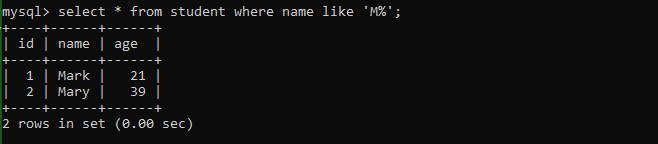 mysql> select * from student where name like 'M%';
+----+------+------+
| id | name | age  |
+----+------+------+
|  1 | Mark |   21 |
|  2 | Mary |   39 |
+----+------+------+
2 rows in set (0.00 sec)